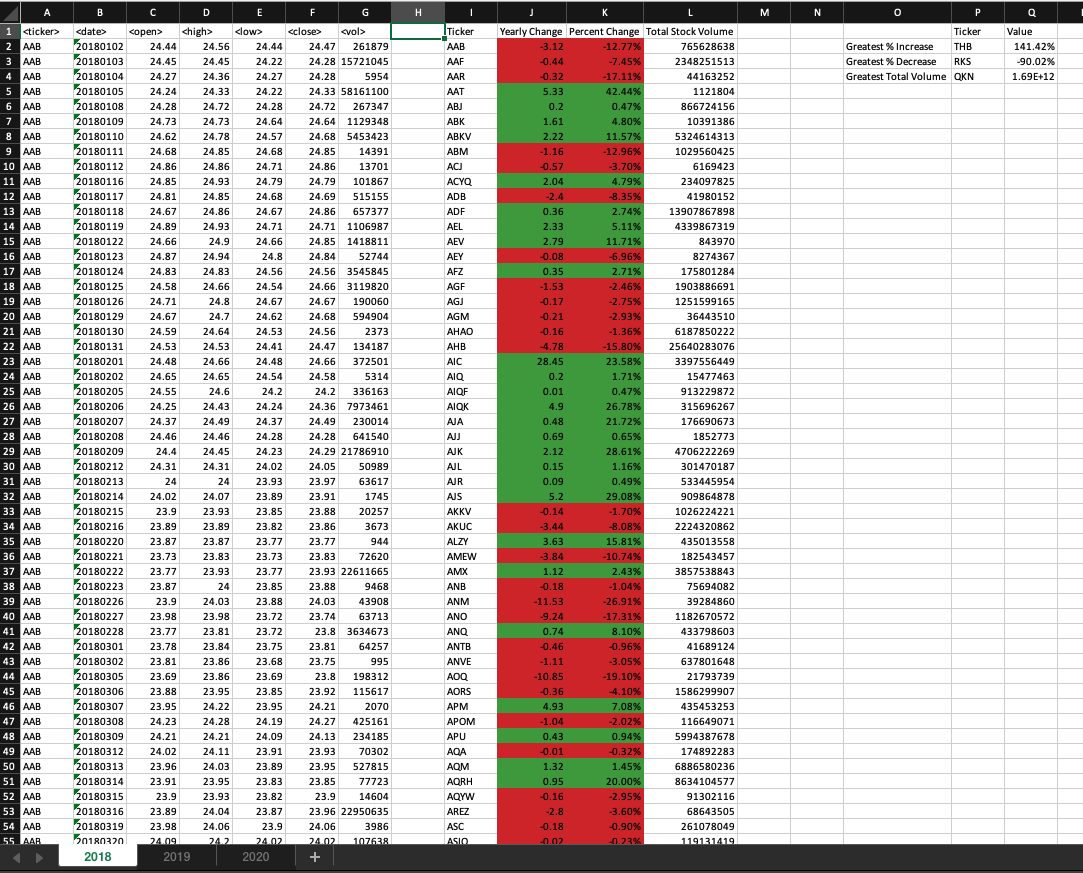 A B C D E F G H I J K L M N O P Q
1 <ticker> <date> <open> <high> <low> <close> <vol> Ticker Yearly Change Percent Change Total Stock Volume Ticker Value
2 AAB 20180102 24.44 24.56 24.44 24.47 261879 AAB -3.12 -12.77% 765628638 Greatest % Increase THB 141.42%
3 AAB 20180103 24.45 24.45 24.22 24.28 15721045 AAF -0.44 -7.45% 2348251513 Greatest % Decrease RKS -90.02%
4 AAB 20180104 24.27 24.36 24.27 24.28 5954 AAR -0.32 -17.11% 44163252 Greatest Total Volume QKN 1.69E+12
5 AAB 20180105 24.24 24.33 24.22 24.33 58161100 AAT 5.33 42.44% 1121804
6 AAB 20180108 24.28 24.72 24.28 24.72 267347 ABJ 0.2 0.47% 866724156
7 AAB 20180109 24.73 24.73 24.64 24.64 1129348 ABK 1.61 4.80% 10391386
8 AAB 20180110 24.62 24.78 24.57 24.68 5453423 ABKV 2.22 11.57% 5324614313
9 AAB 20180111 24.68 24.85 24.68 24.85 14391 ABM -1.16 -12.96% 1029560425
10 AAB 20180112 24.86 24.86 24.71 24.86 13701 ACJ -0.57 -3.70% 6169423
11 AAB 20180116 24.85 24.93 24.79 24.79 101867 ACYQ 2.04 4.79% 234097825
12 AAB 20180117 24.81 24.85 24.68 24.69 515155 ADB -2.4 -8.35% 41980152
13 AAB 20180118 24.67 24.86 24.67 24.86 657377 ADF 0.36 2.74% 13907867898
14 AAB 20180119 24.89 24.93 24.71 24.71 1106987 AEL 2.33 5.11% 4339867319
15 AAB 20180122 24.66 24.9 24.66 24.85 1418811 AEV 2.79 11.71% 843970
16 AAB 20180123 24.87 24.94 24.8 24.84 52744 AEY -0.08 -6.96% 8274367
17 AAB 20180124 24.83 24.83 24.56 24.56 3545845 AFZ 0.35 2.71% 175801284
18 AAB 20180125 24.58 24.66 24.54 24.66 3119820 AGF -1.53 -2.46% 1903886691
19 AAB 20180126 24.71 24.8 24.67 24.67 190060 AGJ -0.17 -2.75% 1251599165
20 AAB 20180129 24.67 24.7 24.62 24.68 594904 AGM -0.21 -2.93% 36443510
21 AAB 20180130 24.59 24.64 24.53 24.56 2373 AHAO -0.16 -1.36% 6187850222
22 AAB 20180131 24.53 24.53 24.41 24.47 134187 AHB -4.78 -15.80% 25640283076
23 AAB 20180201 24.48 24.66 24.48 24.66 372501 AIC 28.45 23.58% 3397556449
24 AAB 20180202 24.65 24.65 24.54 24.58 5314 AIQ 0.2 1.71% 15477463
25 AAB 20180205 24.55 24.6 24.2 24.2 336163 AIQF 0.01 0.47% 913229872
26 AAB 20180206 24.25 24.43 24.24 24.36 7973461 AIQK 4.9 26.78% 315696267
27 AAB 20180207 24.37 24.49 24.37 24.49 230014 AJA 0.48 21.72% 176690673
28 AAB 20180208 24.46 24.46 24.28 24.28 641540 AJJ 0.69 0.65% 1852773
29 AAB 20180209 24.4 24.45 24.23 24.29 21786910 AJK 2.12 28.61% 4706222269
30 AAB 20180212 24.31 24.31 24.02 24.05 50989 AJL 0.15 1.16% 301470187
31 AAB 20180213 24 24 23.93 23.97 63617 AJR 0.09 0.49% 533445954
32 AAB 20180214 24.02 24.07 23.89 23.91 1745 AJS 5.2 29.08% 909864878
33 AAB 20180215 23.9 23.93 23.85 23.88 20257 AKKV -0.14 -1.70% 1026224221
34 AAB 20180216 23.89 23.89 23.82 23.86 3673 AKUC -3.44 -8.08% 2224320862
35 AAB 20180220 23.87 23.87 23.77 23.77 944 ALZY 3.63 15.81% 435013558
36 AAB 20180221 23.73 23.83 23.73 23.83 72620 AMEW -3.84 -10.74% 182543457
37 AAB 20180222 23.77 23.93 23.77 23.93 22611665 AMX 1.12 2.43% 3857538843
38 AAB 20180223 23.87 24 23.85 23.88 9468 ANB -0.18 -1.04% 75694082
39 AAB 20180226 23.9 24.03 23.88 24.03 43908 ANM -11.53 -26.91% 39284860
40 AAB 20180227 23.98 23.98 23.72 23.74 63713 ANO -9.24 -17.31% 1182670572
41 AAB 20180228 23.77 23.81 23.72 23.8 3634673 ANQ 0.74 8.10% 433798603
42 AAB 20180301 23.78 23.84 23.75 23.81 64257 ANTB -0.46 -0.96% 41689124
43 AAB 20180302 23.81 23.86 23.68 23.75 995 ANVE -1.11 -3.05% 637801648
44 AAB 20180305 23.69 23.86 23.69 23.8 198312 AOQ -10.85 -19.10% 21793739
45 AAB 20180306 23.88 23.95 23.85 23.92 115617 AORS -0.36 -4.10% 1586299907
46 AAB 20180307 23.95 24.22 23.95 24.21 2070 APM 4.93 7.08% 435453253
47 AAB 20180308 24.23 24.28 24.19 24.27 425161 APOM -1.04 -2.02% 116649071
48 AAB 20180309 24.21 24.21 24.09 24.13 234185 APU 0.43 0.94% 5994387678
49 AAB 20180312 24.02 24.11 23.91 23.93 70302 AQA -0.01 -0.32% 174892283
50 AAB 20180313 23.96 24.03 23.89 23.95 527815 AQM 1.32 1.45% 6886580236
51 AAB 20180314 23.91 23.95 23.83 23.85 77723 AQRH 0.95 20.00% 8634104577
52 AAB 20180315 23.9 23.93 23.82 23.9 14604 AQYW -0.16 -2.95% 91302116
53 AAB 20180316 23.89 24.04 23.87 23.96 22950635 AREZ -2.8 -3.60% 68643505
54 AAB 20180319 23.98 24.06 23.9 24.06 3986 ASC -0.18 -0.90% 261078049
55 AAB 20180320 24.09 24.2 24.02 24.02 107638 ASIO -0.02 -0.23% 119131419
2018 2019 2020 +